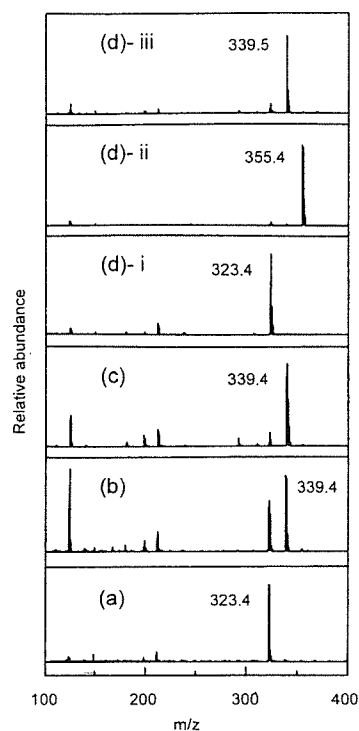 (d)- iii 339.5
(d)- ii 355.4
(d)- i 323.4
(c) 339.4
(b) 339.4
(a) 323.4
Relative abundance
100 200 300 400
m/z